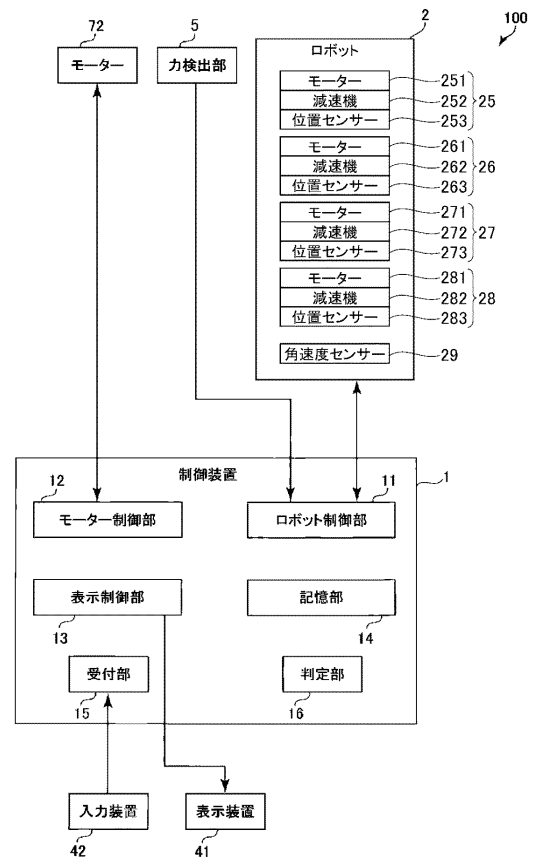 72
5
2
100
モーター
力検出部
ロボット
モーター
251
減速機
252
25
位置センサー
253
モーター
261
減速機
262
26
位置センサー
263
モーター
271
減速機
272
27
位置センサー
273
モーター
281
減速機
282
28
位置センサー
283
角速度センサー
29
制御装置
1
12
11
モーター制御部
ロボット制御部
表示制御部
記憶部
13
14
受付部
判定部
15
16
入力装置
表示装置
42
41